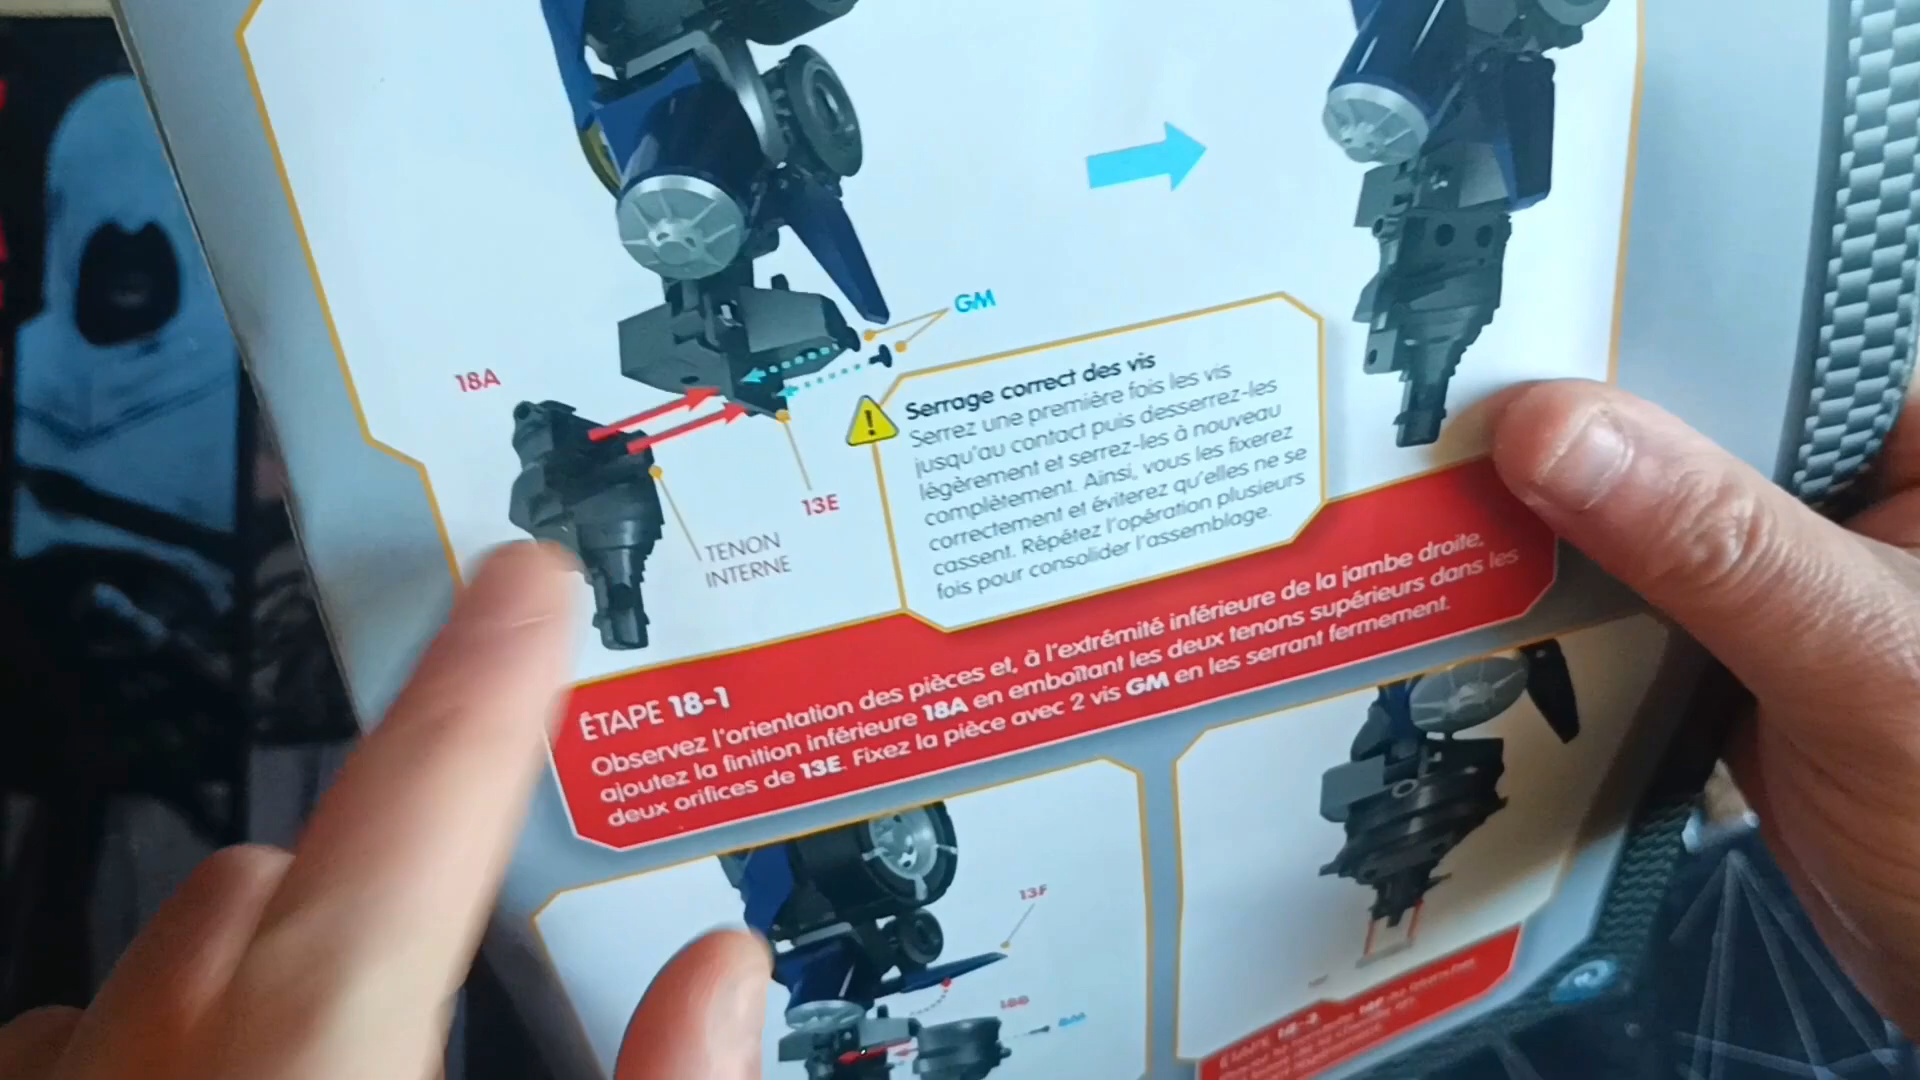 GM
18A
13E
TENON
INTERNE
Serrage correct des vis
Serrez une première fois les vis
jusqu'au contact puis desserrez-les
légèrement et serrez-les à nouveau
complètement. Ainsi, vous les fixerez
correctement et éviterez qu'elles ne se
cassent. Répétez l'opération plusieurs
fois pour consolider l'assemblage.
ÉTAPE 18-1
Observez l'orientation des pièces et, à l'extrémité inférieure de la jambe droite,
ajoutez la finition inférieure 18A en emboîtant les deux tenons supérieurs dans les
deux orifices de 13E. Fixez la pièce avec 2 vis GM en les serrant fermement.
13F